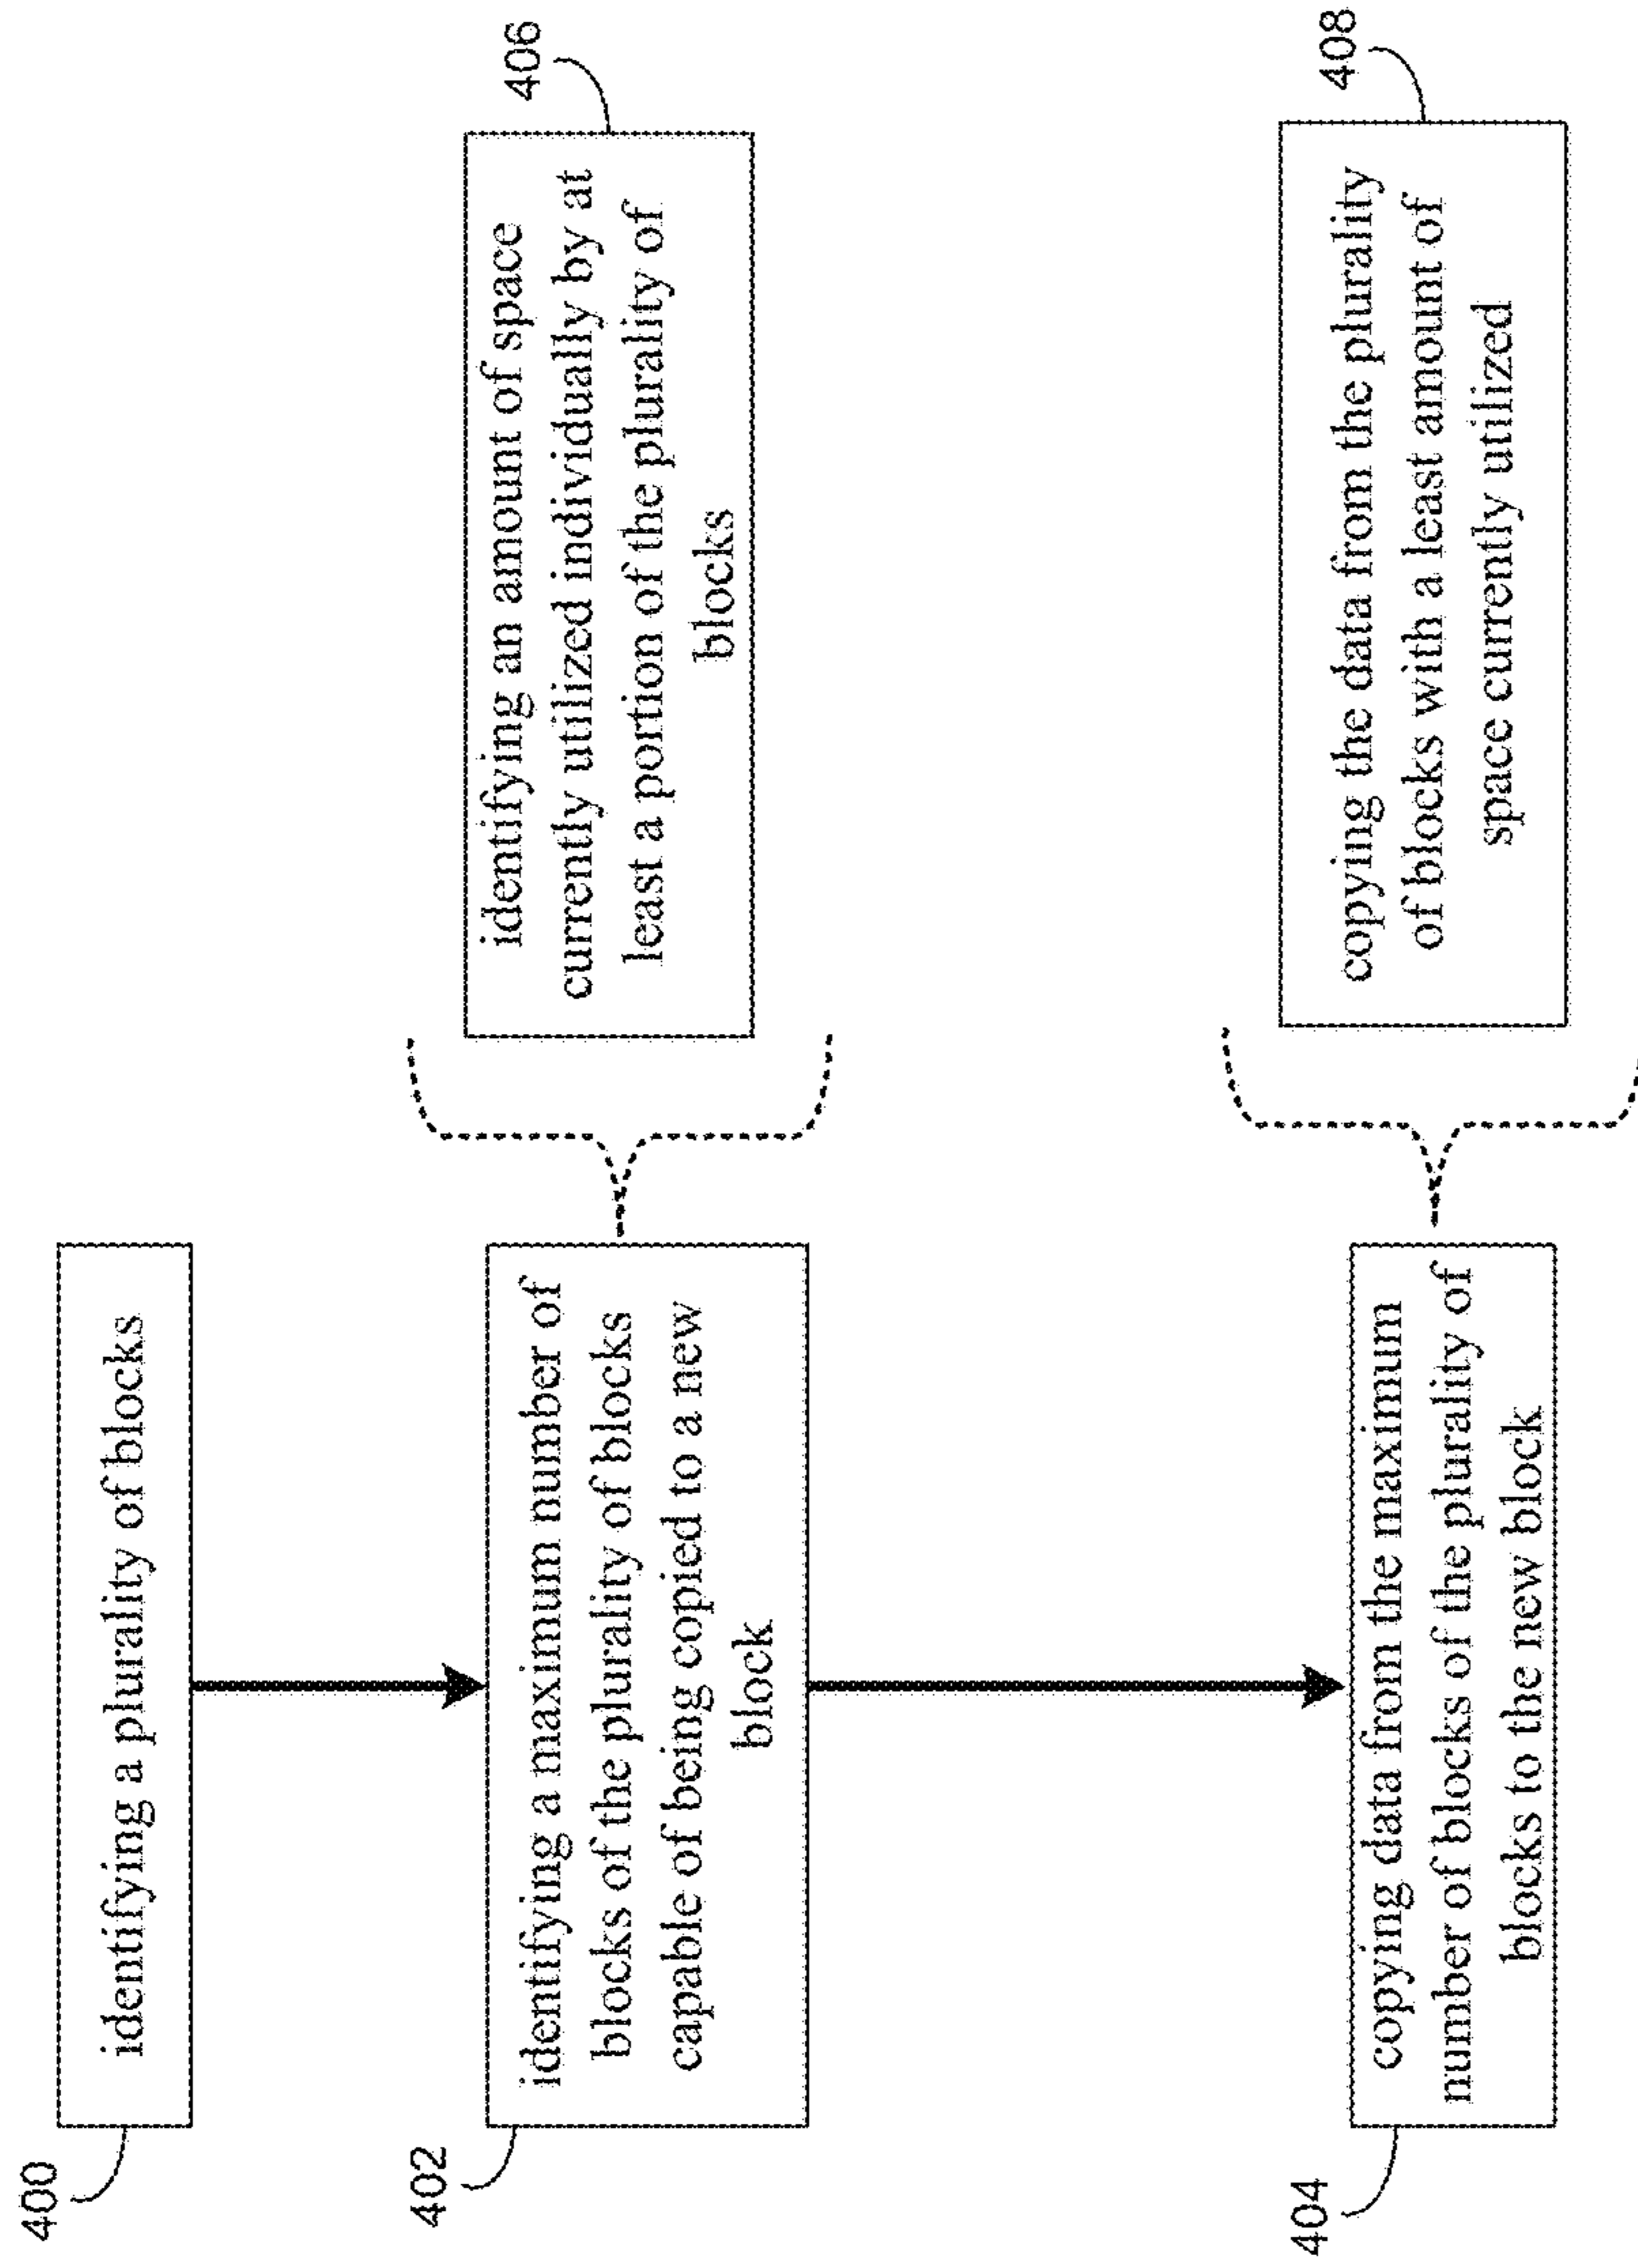 400
identifying a plurality of blocks
402
identifying a maximum number of
blocks of the plurality of blocks
capable of being copied to a new
block
406
identifying an amount of space
currently utilized individually by at
least a portion of the plurality of
blocks
404
copying data from the maximum
number of blocks of the plurality of
blocks to the new block
408
copying the data from the plurality
of blocks with a least amount of
space currently utilized